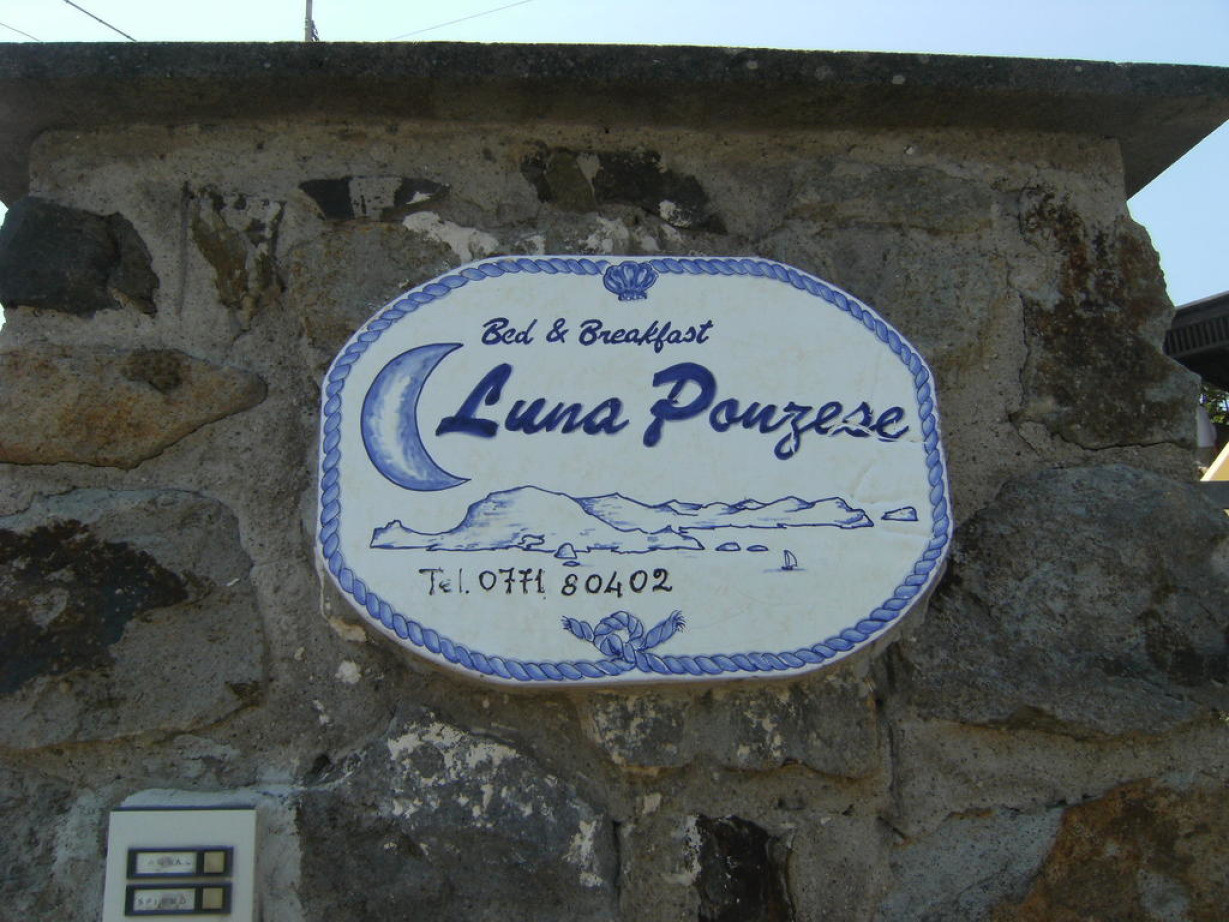 Bed & Breakfast
Luna Ponzese
Tel. 0771 80402